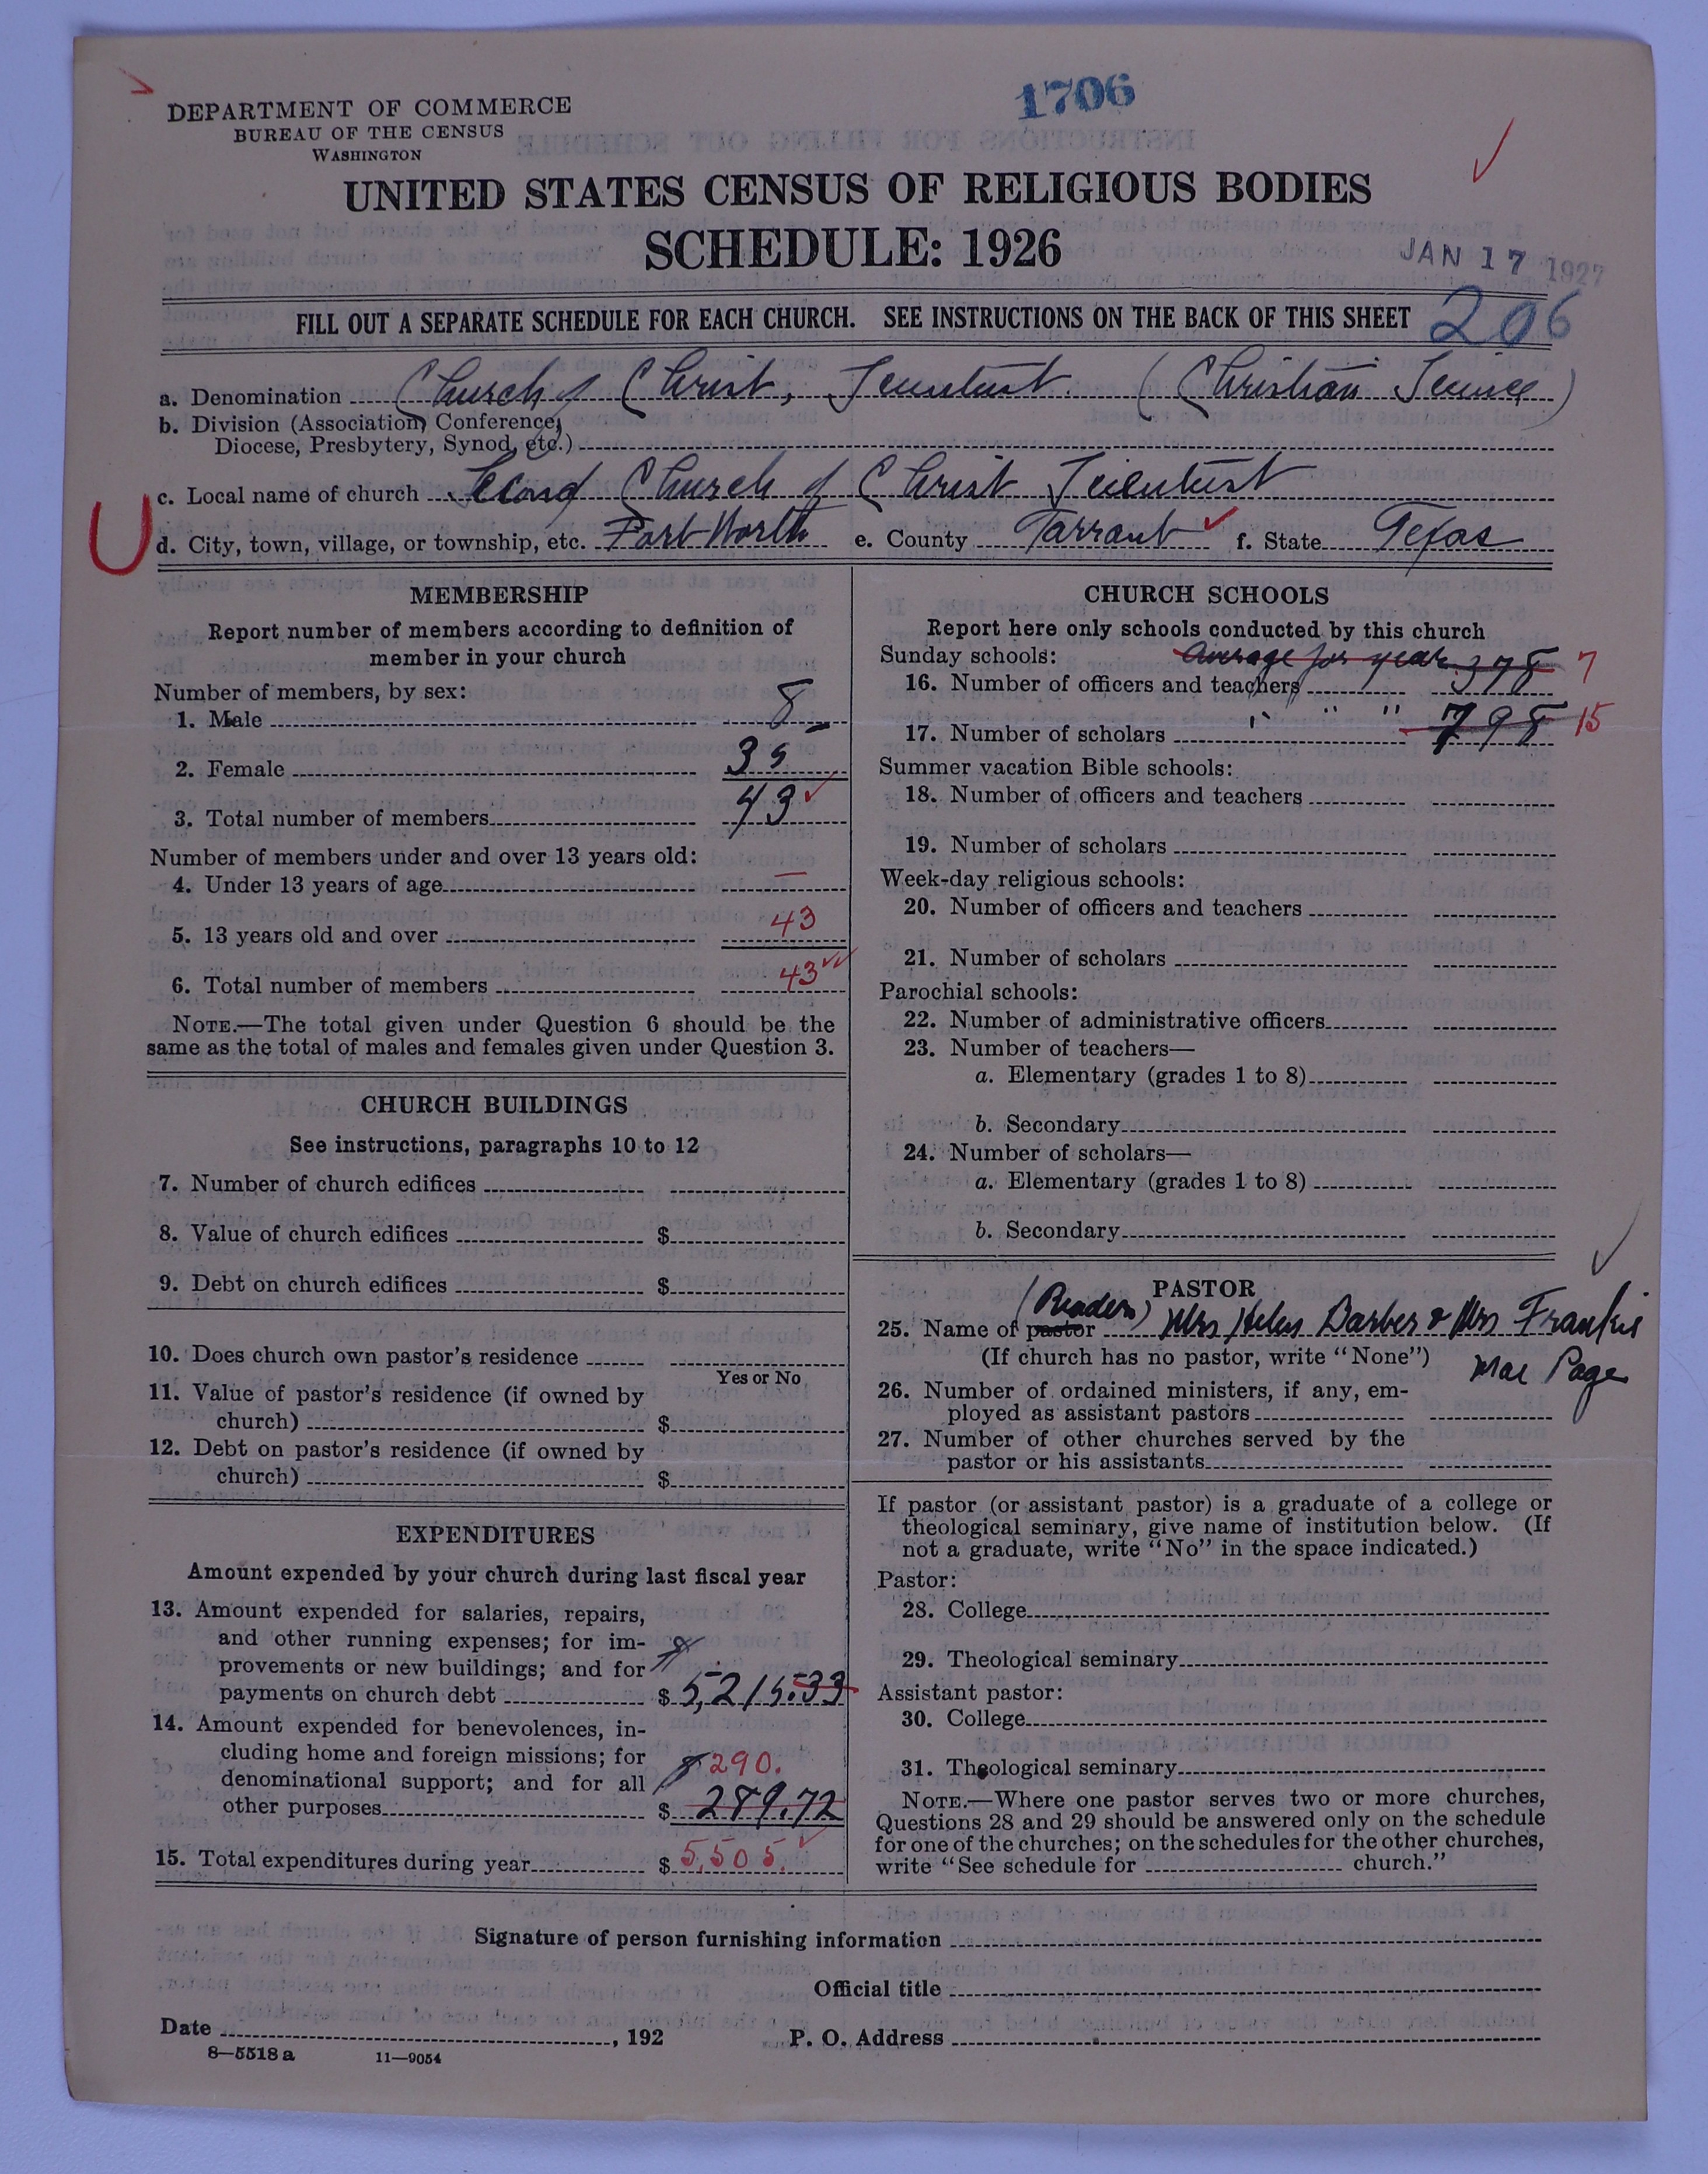 1706
DEPARTMENT OF COMMERCE
BUREAU OF THE CENSUS
WASHINGTON
UNITED STATES CENSUS OF RELIGIOUS BODIES
SCHEDULE: 1926
JAN 17 1927
FILL OUT A SEPARATE SCHEDULE FOR EACH CHURCH. SEE INSTRUCTIONS ON THE BACK OF THIS SHEET
206
a. Denomination Church of Christ, Scientist. (Christian Science)
b. Division (Association, Conference, Diocese, Presbytery, Synod, etc.)
c. Local name of church Second Church of Christ Scientist
U
d. City, town, village, or township, etc. Fort Worth e. County Tarrant f. State Texas
MEMBERSHIP
Report number of members according to definition of
member in your church
Number of members, by sex:
1. Male 8
2. Female 35
3. Total number of members 43
Number of members under and over 13 years old:
4. Under 13 years of age —
5. 13 years old and over 43
6. Total number of members 43
NOTE.—The total given under Question 6 should be the
same as the total of males and females given under Question 3.
CHURCH BUILDINGS
See instructions, paragraphs 10 to 12
7. Number of church edifices
8. Value of church edifices $
9. Debt on church edifices $
10. Does church own pastor's residence
Yes or No
11. Value of pastor's residence (if owned by
church) $
12. Debt on pastor's residence (if owned by
church) $
EXPENDITURES
Amount expended by your church during last fiscal year
13. Amount expended for salaries, repairs,
and other running expenses; for im-
provements or new buildings; and for
payments on church debt $ 5,215.33
14. Amount expended for benevolences, in-
cluding home and foreign missions; for
denominational support; and for all 290.
other purposes $ 289.72
15. Total expenditures during year $ 5,505.
CHURCH SCHOOLS
Report here only schools conducted by this church
Sunday schools: average for year
16. Number of officers and teachers 378 7
17. Number of scholars " " " 798 15
Summer vacation Bible schools:
18. Number of officers and teachers
19. Number of scholars
Week-day religious schools:
20. Number of officers and teachers
21. Number of scholars
Parochial schools:
22. Number of administrative officers
23. Number of teachers—
a. Elementary (grades 1 to 8)
b. Secondary
24. Number of scholars—
a. Elementary (grades 1 to 8)
b. Secondary
PASTOR
(Readers)
25. Name of pastor Mrs Helen Barber & Mrs Frankie
(If church has no pastor, write "None") Mae Page
26. Number of ordained ministers, if any, em-
ployed as assistant pastors
27. Number of other churches served by the
pastor or his assistants
If pastor (or assistant pastor) is a graduate of a college or
theological seminary, give name of institution below. (If
not a graduate, write "No" in the space indicated.)
Pastor:
28. College
29. Theological seminary
Assistant pastor:
30. College
31. Theological seminary
NOTE.—Where one pastor serves two or more churches,
Questions 28 and 29 should be answered only on the schedule
for one of the churches; on the schedules for the other churches,
write "See schedule for church."
Signature of person furnishing information
Official title
Date , 192 P. O. Address
8—5518 a 11—9054